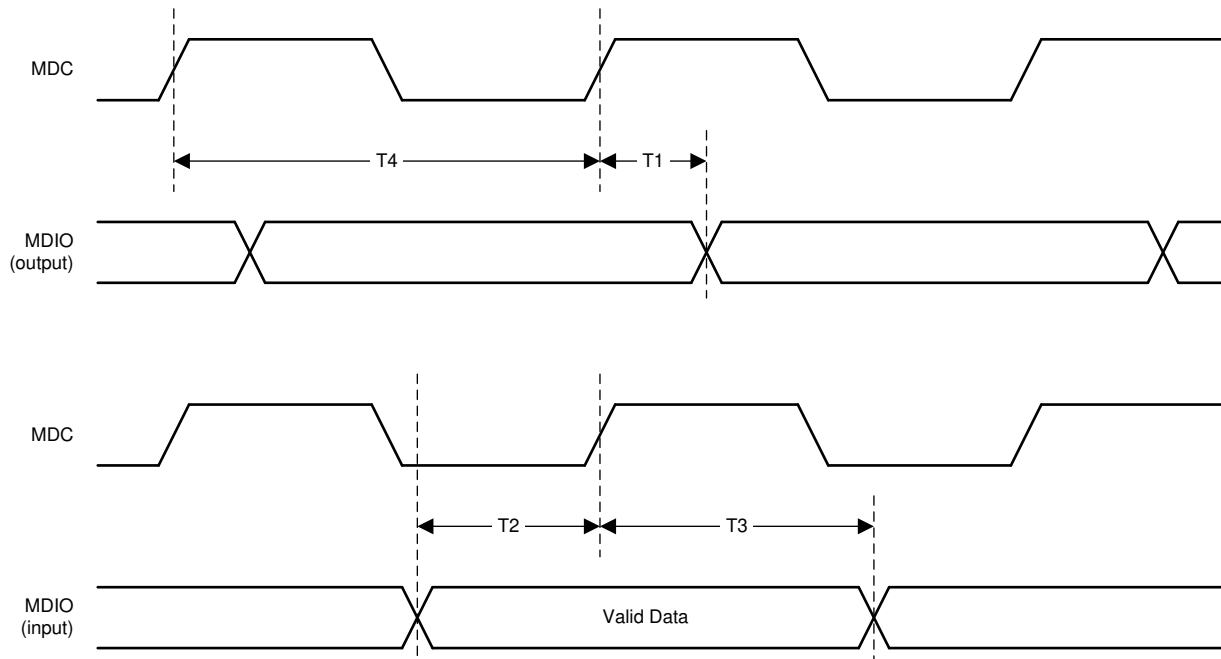 MDC
T4
T1
MDIO
(output)
MDC
T2
T3
MDIO
(input)
Valid Data